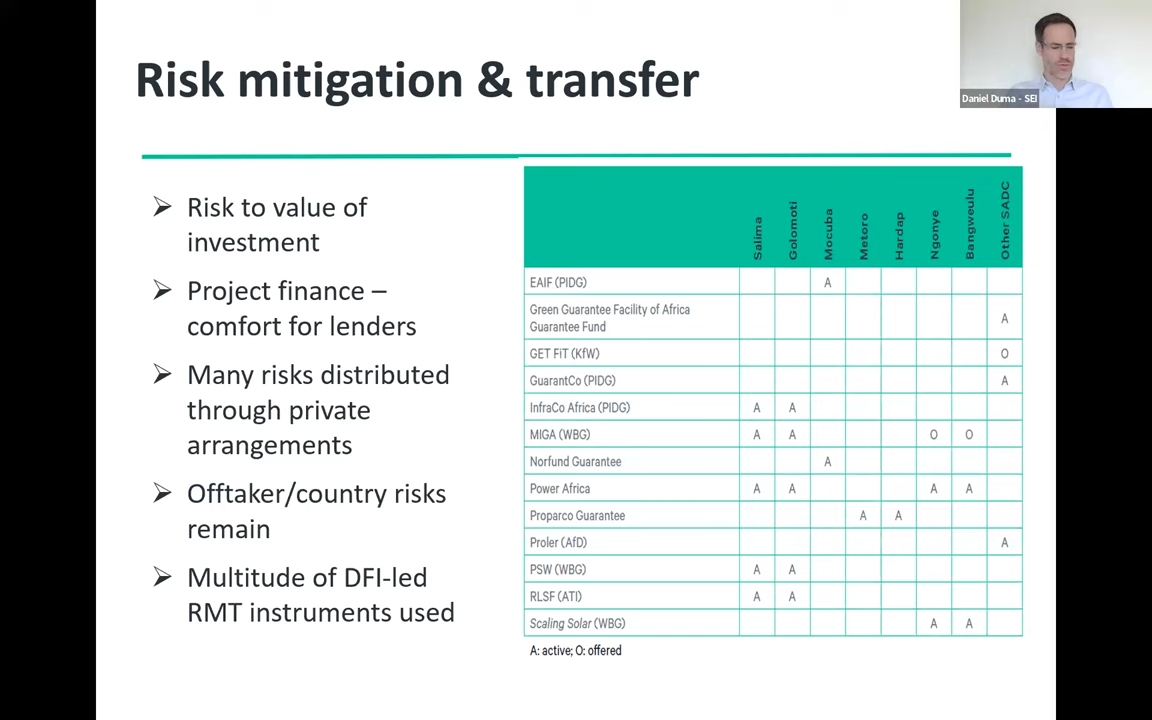 Risk mitigation & transfer
Daniel Duma - SEI
➢ Risk to value of
investment
➢ Project finance –
comfort for lenders
➢ Many risks distributed
through private
arrangements
➢ Offtaker/country risks
remain
➢ Multitude of DFI-led
RMT instruments used
Salima Golomoti Mocuba Metoro Hardap Ngonye Bangweulu Other SADC
EAIF (PIDG) A
Green Guarantee Facility of Africa
Guarantee Fund A
GET FiT (KfW) O
GuarantCo (PIDG) A
InfraCo Africa (PIDG) A A
MIGA (WBG) A A O O
Norfund Guarantee A
Power Africa A A A A
Proparco Guarantee A A
Proler (AfD) A
PSW (WBG) A A
RLSF (ATI) A A
Scaling Solar (WBG) A A
A: active; O: offered